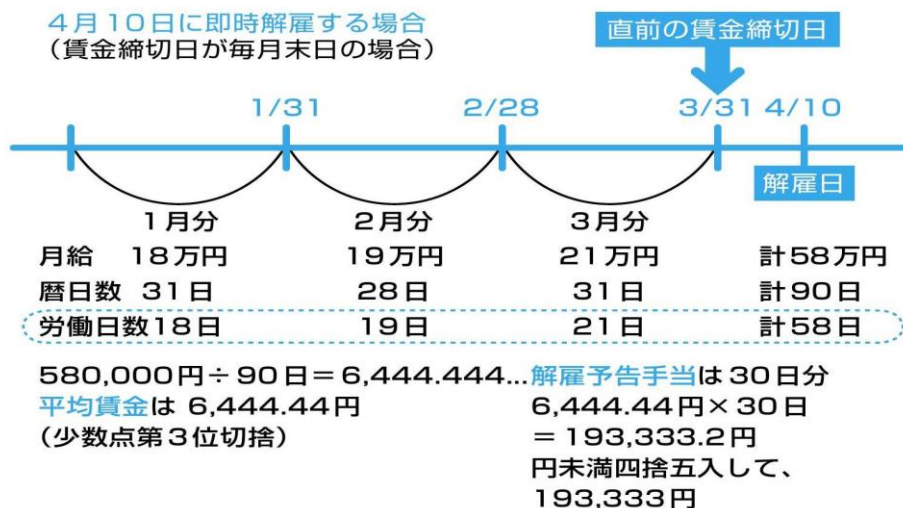 4月10日に即時解雇する場合
(賃金締切日が毎月末日の場合)
直前の賃金締切日
1/31 2/28 3/31 4/10
解雇日
1月分 2月分 3月分
月給 18万円 19万円 21万円 計58万円
暦日数 31日 28日 31日 計90日
労働日数18日 19日 21日 計58日
580,000円÷90日=6,444.444...
平均賃金は 6,444.44円
(少数点第3位切捨)
解雇予告手当は30日分
6,444.44円×30日
=193,333.2円
円未満四捨五入して、
193,333円